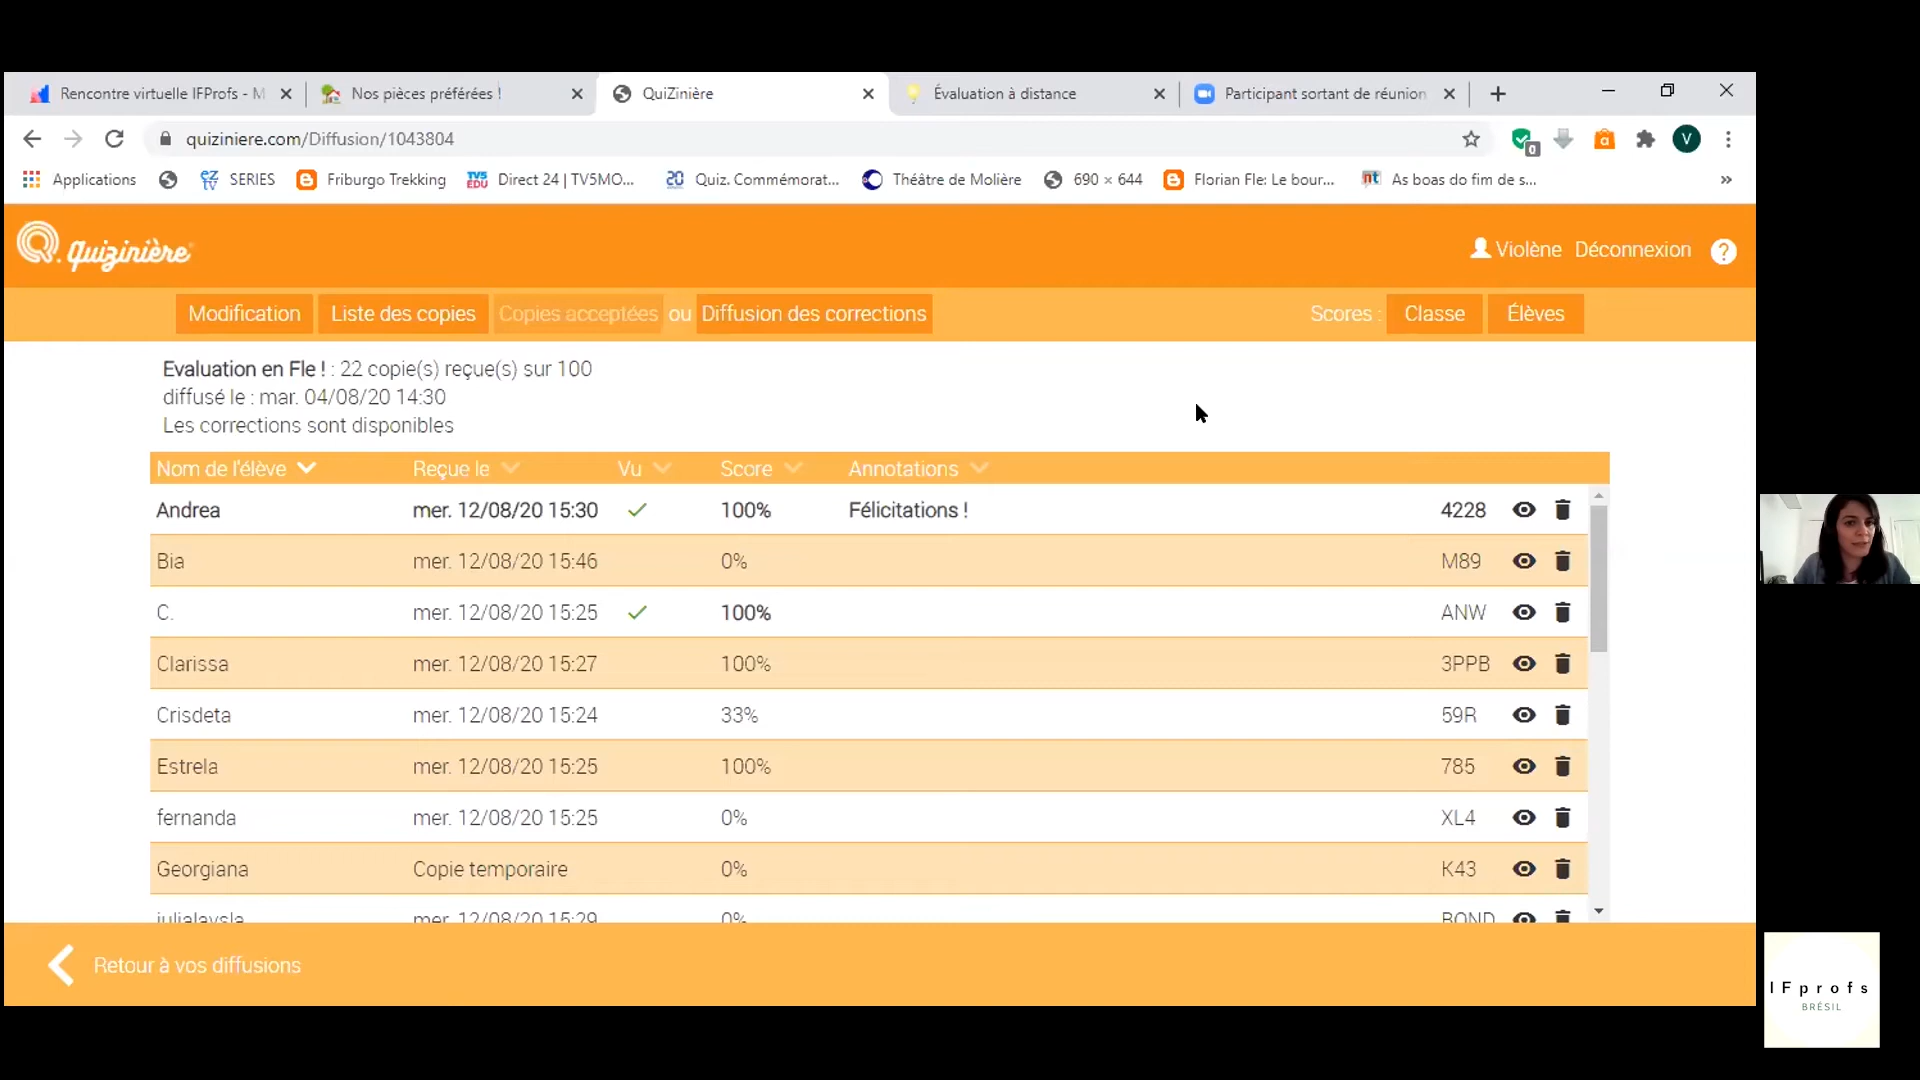 Rencontre virtuelle IFProfs - M
Nos pièces préférées !
QuiZinière
Évaluation à distance
Participant sortant de réunion
quiziniere.com/Diffusion/1043804
V
Applications
SERIES
Friburgo Trekking
Direct 24 | TV5MO...
Quiz. Commémorat...
Théâtre de Molière
690 × 644
Florian Fle: Le bour...
As boas do fim de s...
»
Quizinière
Violène
Déconnexion
?
Modification
Liste des copies
Copies acceptées ou Diffusion des corrections
Scores :
Classe
Élèves
Evaluation en Fle ! : 22 copie(s) reçue(s) sur 100
diffusé le : mar. 04/08/20 14:30
Les corrections sont disponibles
Nom de l'élève Reçue le Vu Score Annotations
Andrea mer. 12/08/20 15:30 100% Félicitations ! 4228
Bia mer. 12/08/20 15:46 0% M89
C. mer. 12/08/20 15:25 100% ANW
Clarissa mer. 12/08/20 15:27 100% 3PPB
Crisdeta mer. 12/08/20 15:24 33% 59R
Estrela mer. 12/08/20 15:25 100% 785
fernanda mer. 12/08/20 15:25 0% XL4
Georgiana Copie temporaire 0% K43
julialaysla mer. 12/08/20 15:29 0%
Retour à vos diffusions
IFprofs
BRÉSIL